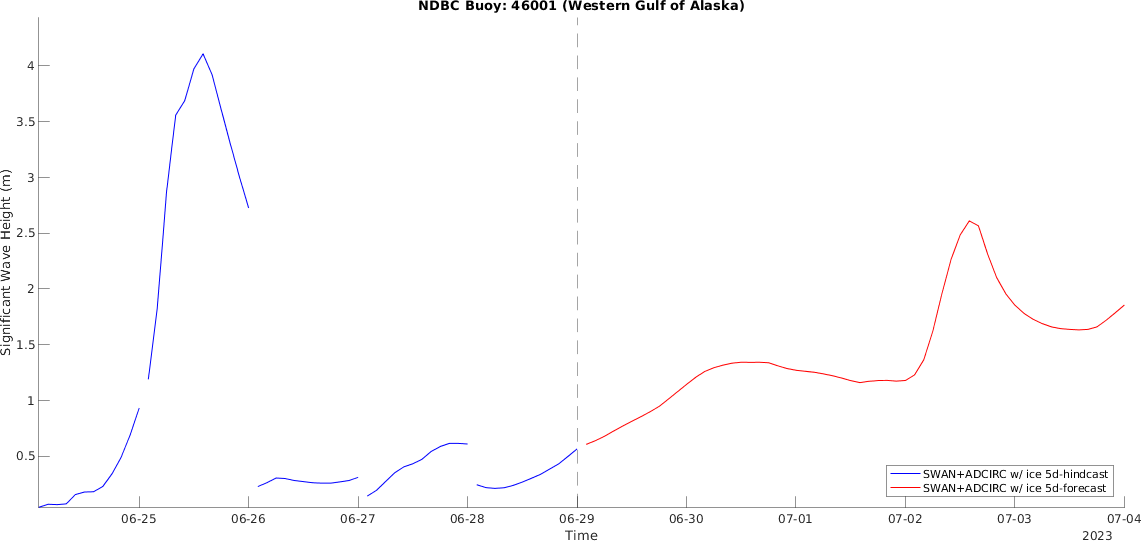 NDBC Buoy: 46001 (Western Gulf of Alaska)
Significant Wave Height (m)
4
3.5
3
2.5
2
1.5
1
0.5
SWAN+ADCIRC w/ ice 5d-hindcast
SWAN+ADCIRC w/ ice 5d-forecast
06-25 06-26 06-27 06-28 06-29 06-30 07-01 07-02 07-03 07-04
Time
2023